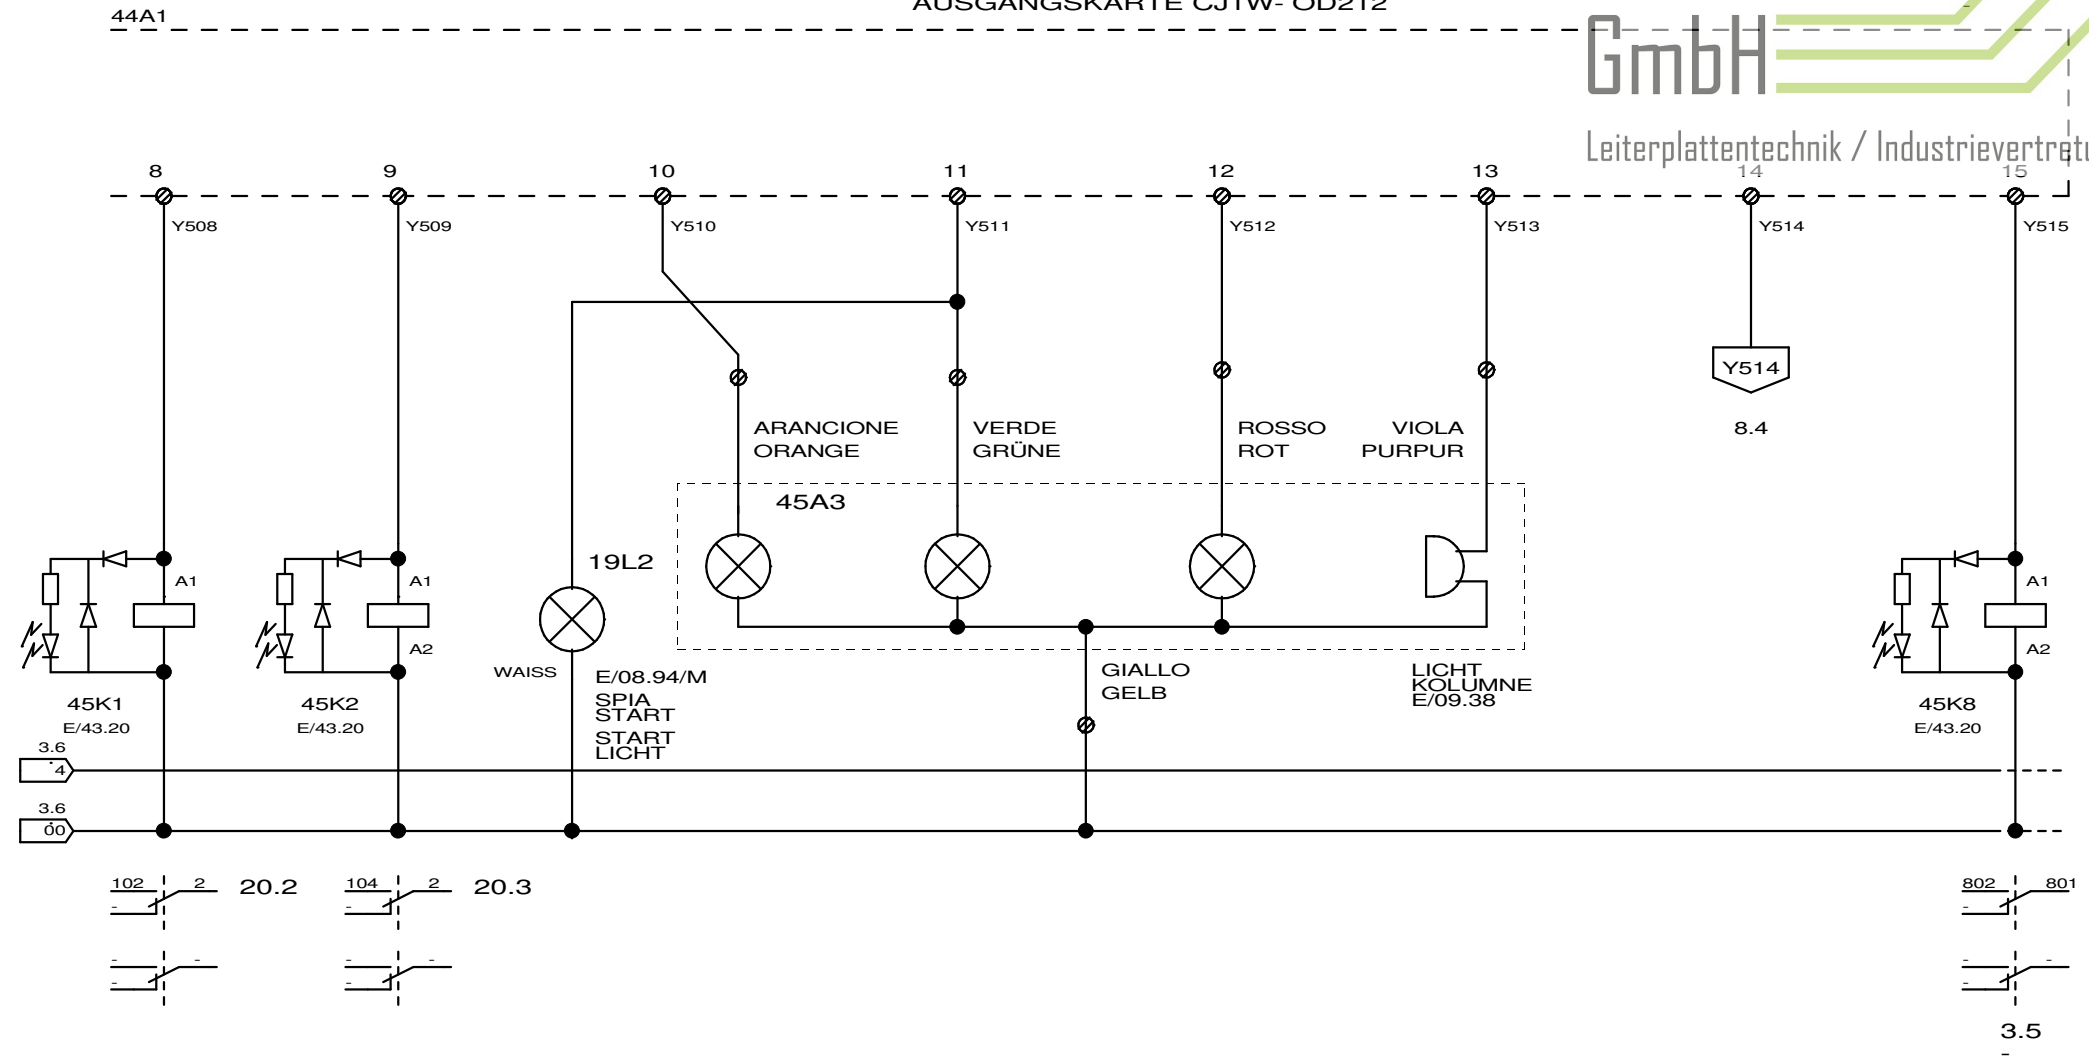 44A1
AUSGANGSKARTE CJ1W- OD212
GmbH
Leiterplattentechnik / Industrievertretu
8 9 10 11 12 13 14 15
Y508 Y509 Y510 Y511 Y512 Y513 Y514 Y515
Y514
8.4
ARANCIONE
ORANGE
VERDE
GRÜNE
ROSSO
ROT
VIOLA
PURPUR
45A3
19L2
A1 A1 A1
A2 A2 A2
WAISS
E/08.94/M
SPIA
START
START
LICHT
GIALLO
GELB
LICHT
KOLUMNE
E/09.38
45K1
E/43.20
45K2
E/43.20
45K8
E/43.20
3.6
4
3.6
00
102 2 20.2
104 2 20.3
802 801
- - -
- - - - - -
- - -
3.5
-